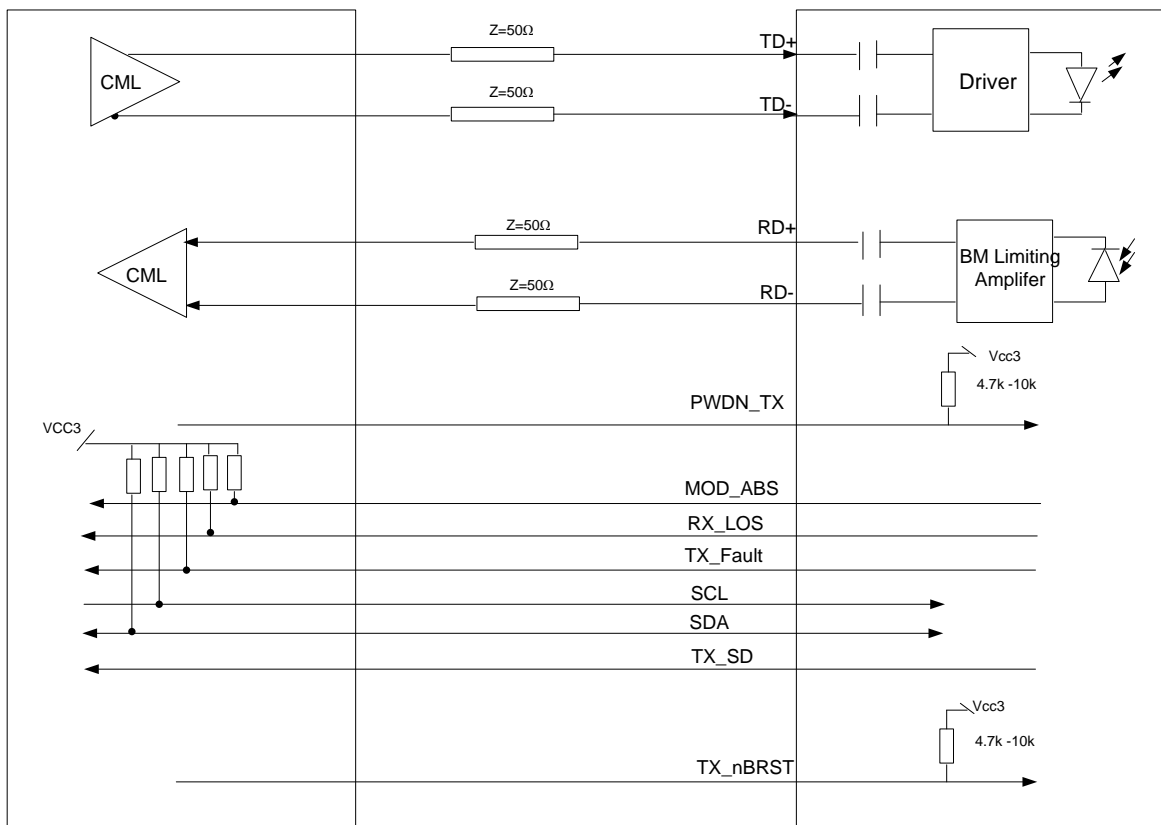 Z=50Ω
TD+
CML
Driver
Z=50Ω
TD-
Z=50Ω
RD+
CML
BM Limiting
Amplifer
Z=50Ω
RD-
Vcc3
4.7k -10k
PWDN_TX
VCC3
MOD_ABS
RX_LOS
TX_Fault
SCL
SDA
TX_SD
Vcc3
4.7k -10k
TX_nBRST